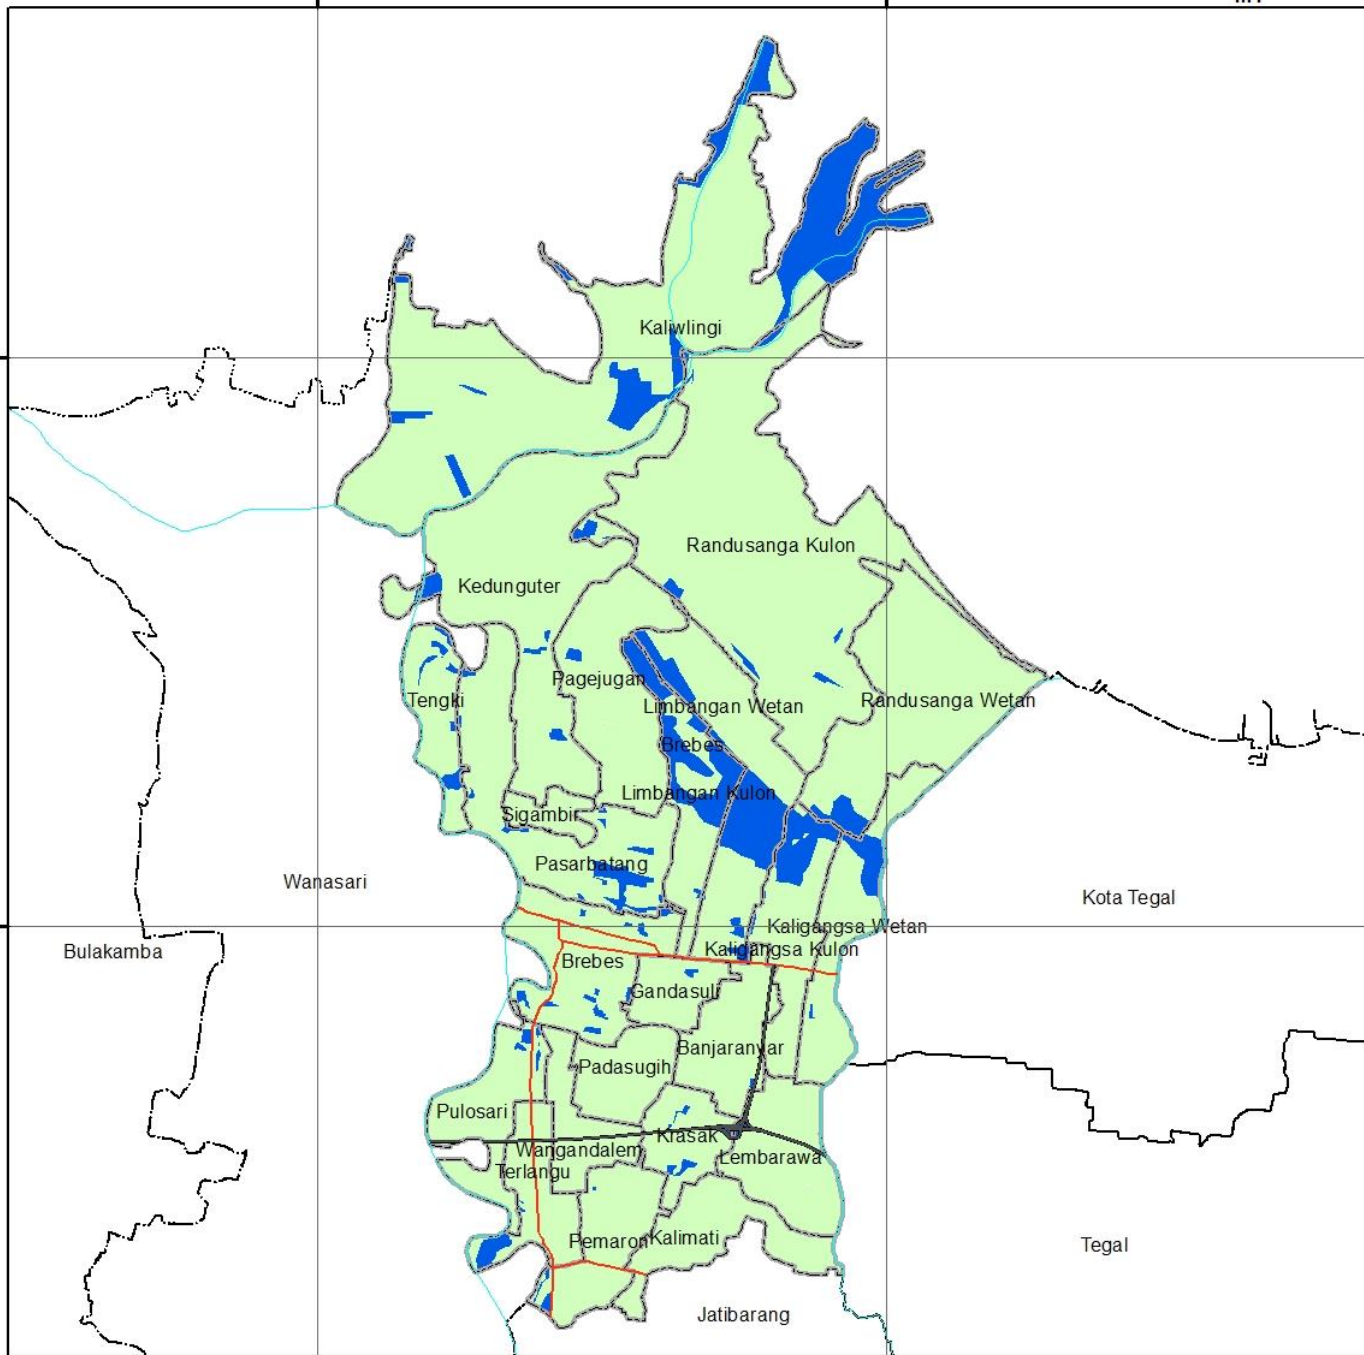 Kaliwlingi
Randusanga Kulon
Kedunguter
Pagejugan
Tengki
Limbangan Wetan
Randusanga Wetan
Brebes
Limbangan Kulon
Sigambir
Pasarbatang
Wanasari
Kota Tegal
Kaligangsa Wetan
Bulakamba
Kaligangsa Kulon
Brebes
Gandasuli
Banjaranyar
Padasugih
Pulosari
Krasak
Wangandalem
Lembarawa
Terlangu
Kalimati
Pemaron
Tegal
Jatibarang